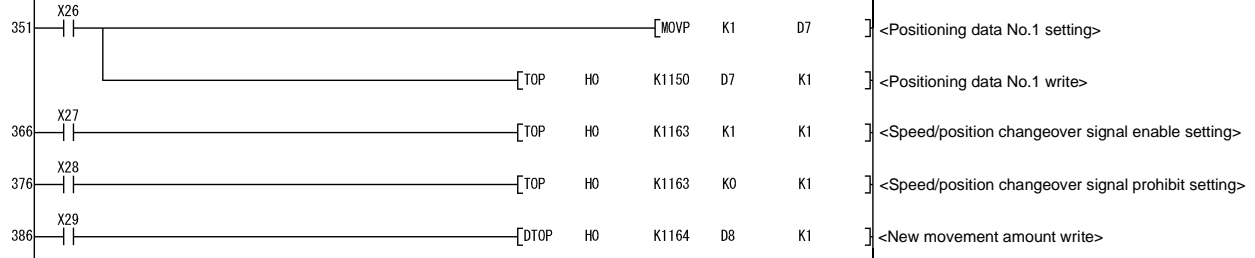 X26
351 [MOVP K1 D7 ] <Positioning data No.1 setting>
[TOP H0 K1150 D7 K1 ] <Positioning data No.1 write>
X27
366 [TOP H0 K1163 K1 K1 ] <Speed/position changeover signal enable setting>
X28
376 [TOP H0 K1163 K0 K1 ] <Speed/position changeover signal prohibit setting>
X29
386 [DTOP H0 K1164 D8 K1 ] <New movement amount write>